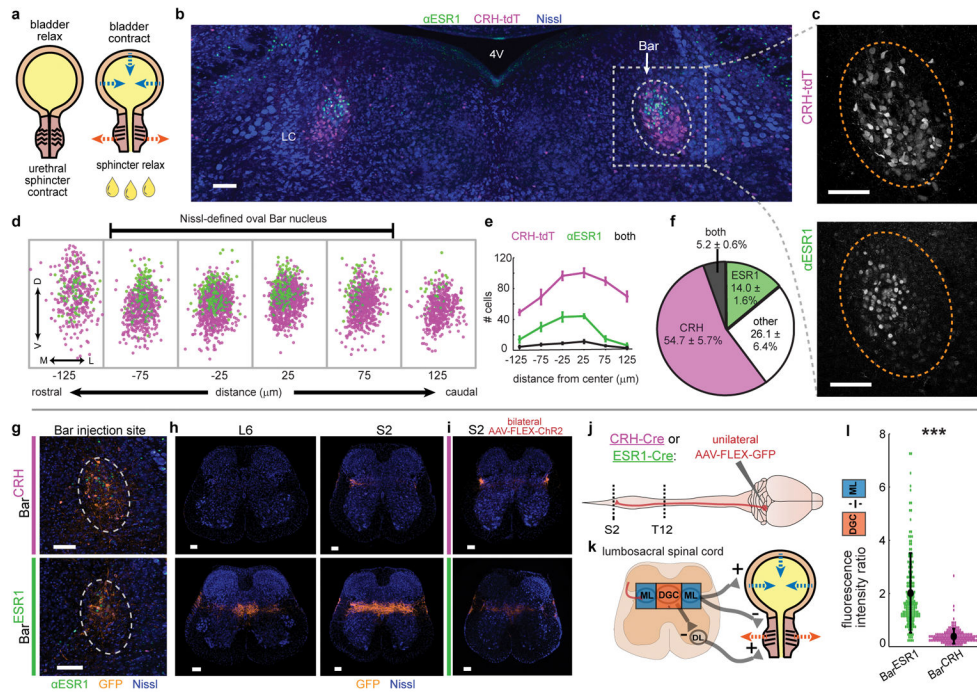 a
bladder
relax
bladder
contract
urethral
sphincter
contract
sphincter relax
b
αESR1 CRH-tdT Nissl
4V
Bar
LC
c
CRH-tdT
αESR1
d
Nissl-defined oval Bar nucleus
D
V
M
L
-125
-75
-25
25
75
125
rostral
distance (μm)
caudal
e
CRH-tdT αESR1 both
# cells
120
80
40
0
-125
-75
-25
25
75
125
distance from center (μm)
f
both
5.2 ± 0.6%
ESR1
14.0 ±
1.6%
other
26.1 ±
6.4%
CRH
54.7 ± 5.7%
g
Bar injection site
BarCRH
BarESR1
αESR1 GFP Nissl
h
L6
S2
GFP Nissl
i
S2
bilateral
AAV-FLEX-ChR2
j
CRH-Cre or
ESR1-Cre:
unilateral
AAV-FLEX-GFP
S2
T12
k
lumbosacral spinal cord
ML
DGC
ML
DL
+
-
-
+
l
***
DGC ÷ ML
fluorescence
intensity ratio
8
6
4
2
0
BarESR1
BarCRH